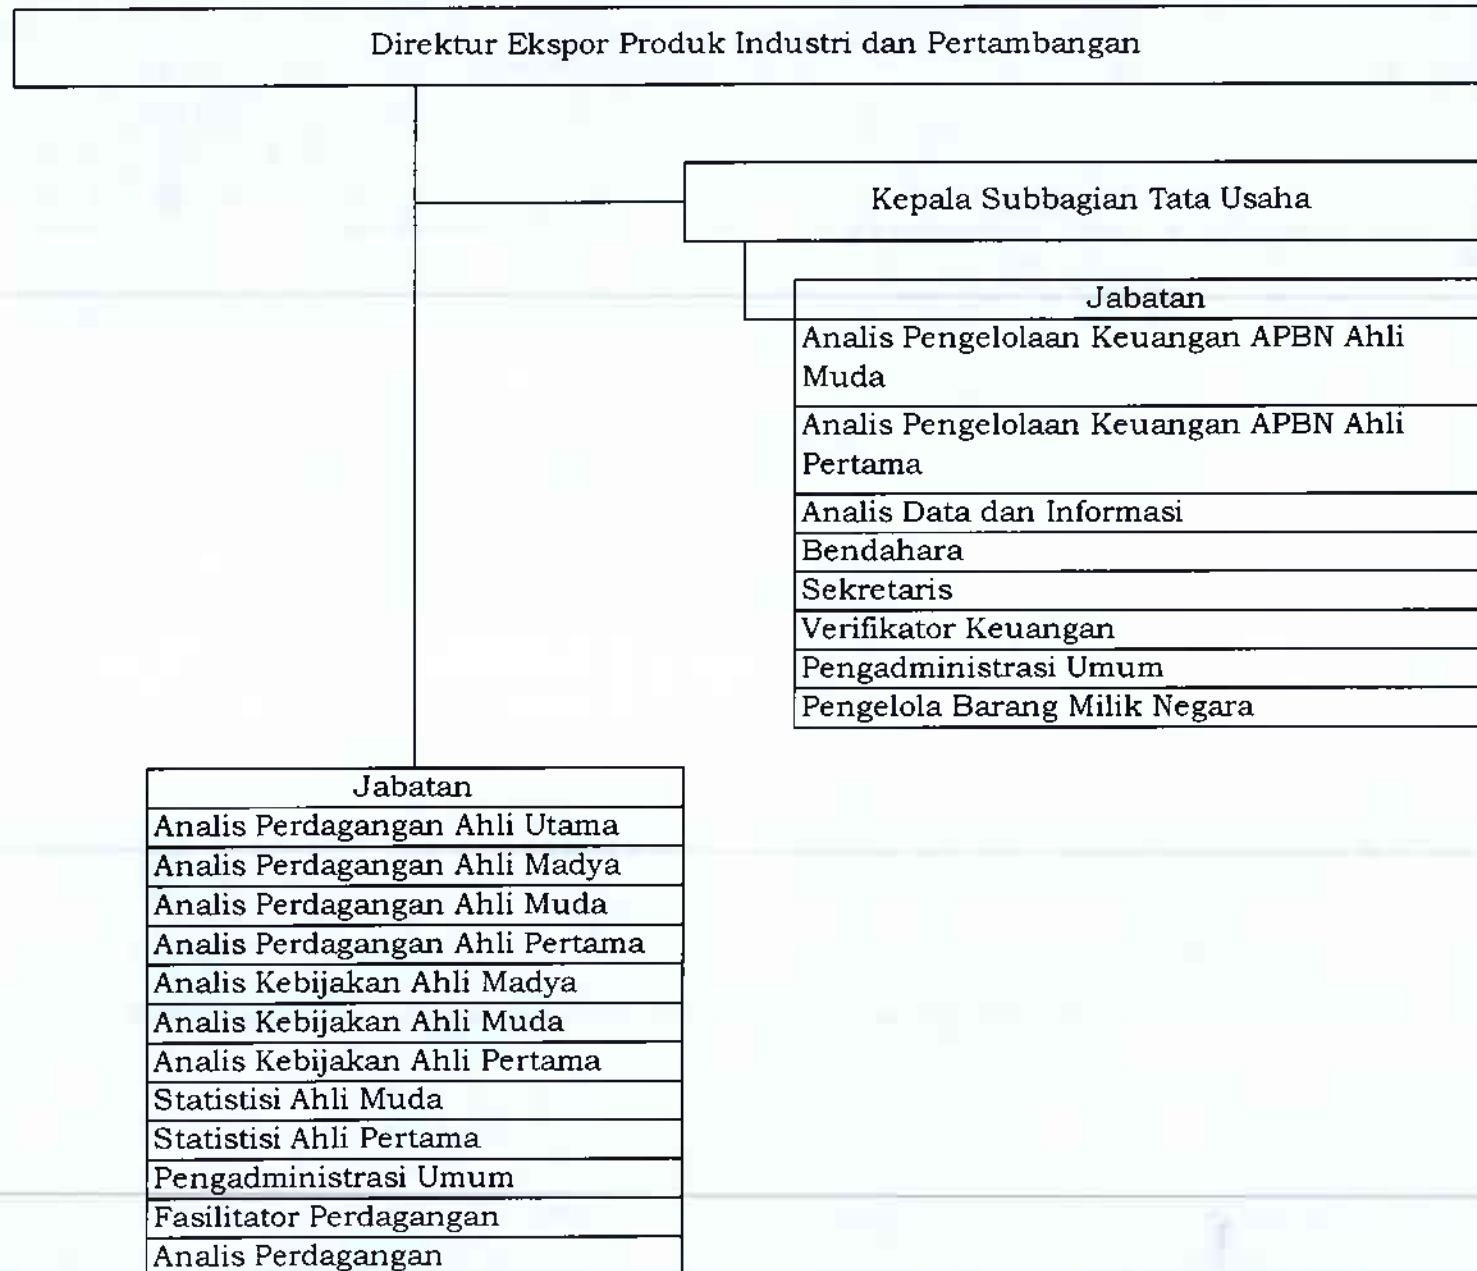 Direktur Ekspor Produk Industri dan Pertambangan
Kepala Subbagian Tata Usaha
Jabatan
Analis Pengelolaan Keuangan APBN Ahli
Muda
Analis Pengelolaan Keuangan APBN Ahli
Pertama
Analis Data dan Informasi
Bendahara
Sekretaris
Verifikator Keuangan
Pengadministrasi Umum
Pengelola Barang Milik Negara
Jabatan
Analis Perdagangan Ahli Utama
Analis Perdagangan Ahli Madya
Analis Perdagangan Ahli Muda
Analis Perdagangan Ahli Pertama
Analis Kebijakan Ahli Madya
Analis Kebijakan Ahli Muda
Analis Kebijakan Ahli Pertama
Statistisi Ahli Muda
Statistisi Ahli Pertama
Pengadministrasi Umum
Fasilitator Perdagangan
Analis Perdagangan